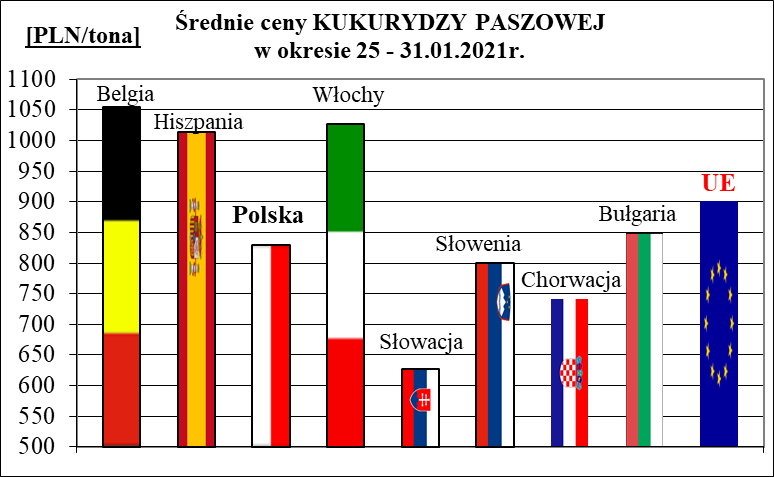 Średnie ceny KUKURYDZY PASZOWEJ
w okresie 25 - 31.01.2021r.
[PLN/tona]
1100
1050
1000
950
900
850
800
750
700
650
600
550
500
Belgia
Hiszpania
Polska
Włochy
Słowacja
Słowenia
Chorwacja
Bułgaria
UE